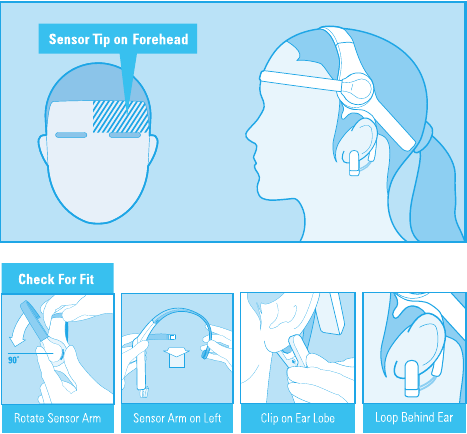 Sensor Tip on Forehead
Check For Fit
90°
Rotate Sensor Arm
Sensor Arm on Left
Clip on Ear Lobe
Loop Behind Ear